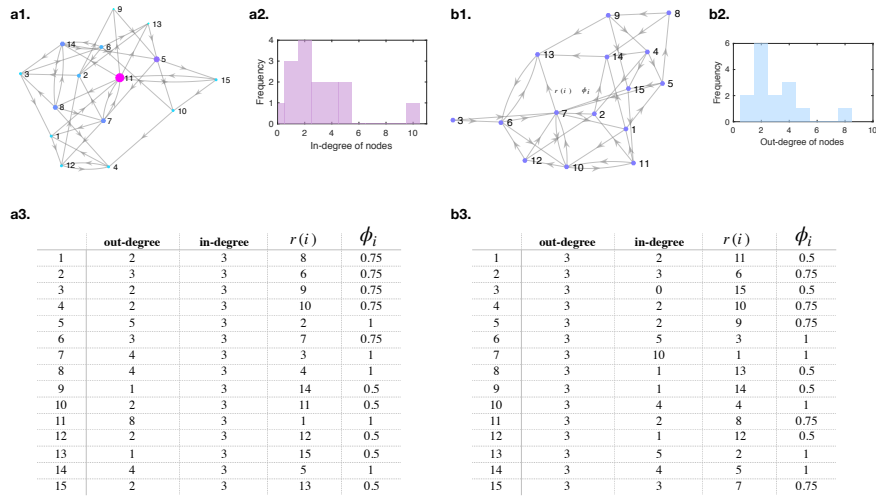 a1.
9
13
14
6
5
3
2
11
15
8
10
7
1
12
4
a2.
Frequency
4
3
2
1
0
0
5
10
In-degree of nodes
b1.
9
8
13
4
14
5
r(i) ϕi
15
3
6
7
2
1
12
10
11
b2.
Frequency
6
4
2
0
0 2 4 6 8 10
Out-degree of nodes
a3.
out-degree in-degree r(i) ϕi
1 2 3 8 0.75
2 3 3 6 0.75
3 2 3 9 0.75
4 2 3 10 0.75
5 5 3 2 1
6 3 3 7 0.75
7 4 3 3 1
8 4 3 4 1
9 1 3 14 0.5
10 2 3 11 0.5
11 8 3 1 1
12 2 3 12 0.5
13 1 3 15 0.5
14 4 3 5 1
15 2 3 13 0.5
b3.
out-degree in-degree r(i) ϕi
1 3 2 11 0.5
2 3 3 6 0.75
3 3 0 15 0.5
4 3 2 10 0.75
5 3 2 9 0.75
6 3 5 3 1
7 3 10 1 1
8 3 1 13 0.5
9 3 1 14 0.5
10 3 4 4 1
11 3 2 8 0.75
12 3 1 12 0.5
13 3 5 2 1
14 3 4 5 1
15 3 3 7 0.75